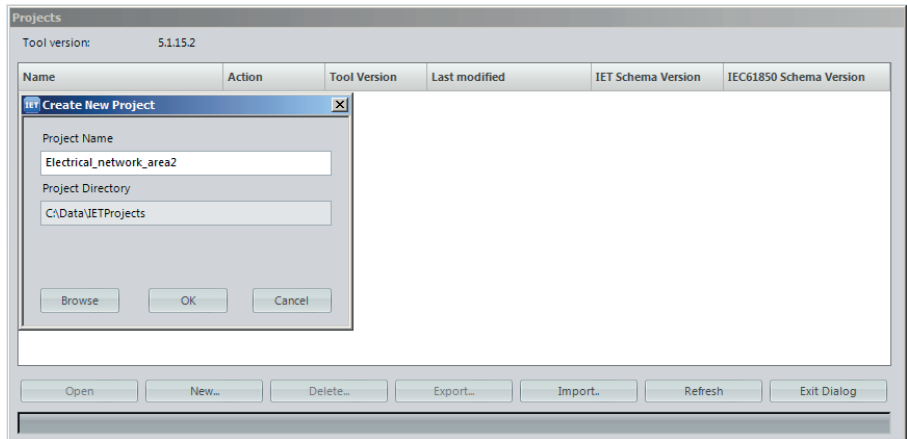 Projects
Tool version: 5.1.15.2
Name Action Tool Version Last modified IET Schema Version IEC61850 Schema Version
IET Create New Project
Project Name
Electrical_network_area2
Project Directory
C:\Data\IETProjects
Browse OK Cancel
Open New... Delete... Export... Import.. Refresh Exit Dialog